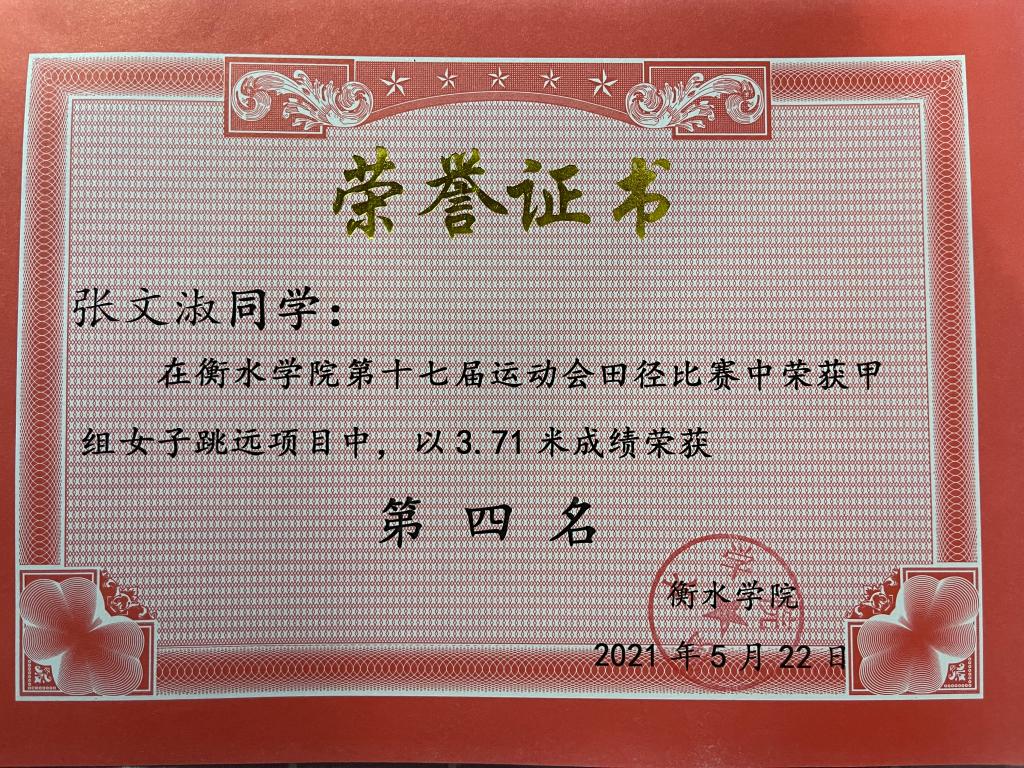 荣誉证书
张文淑同学：
在衡水学院第十七届运动会田径比赛中荣获甲
组女子跳远项目中，以3.71米成绩荣获
第四名
衡水学院
2021年5月22日